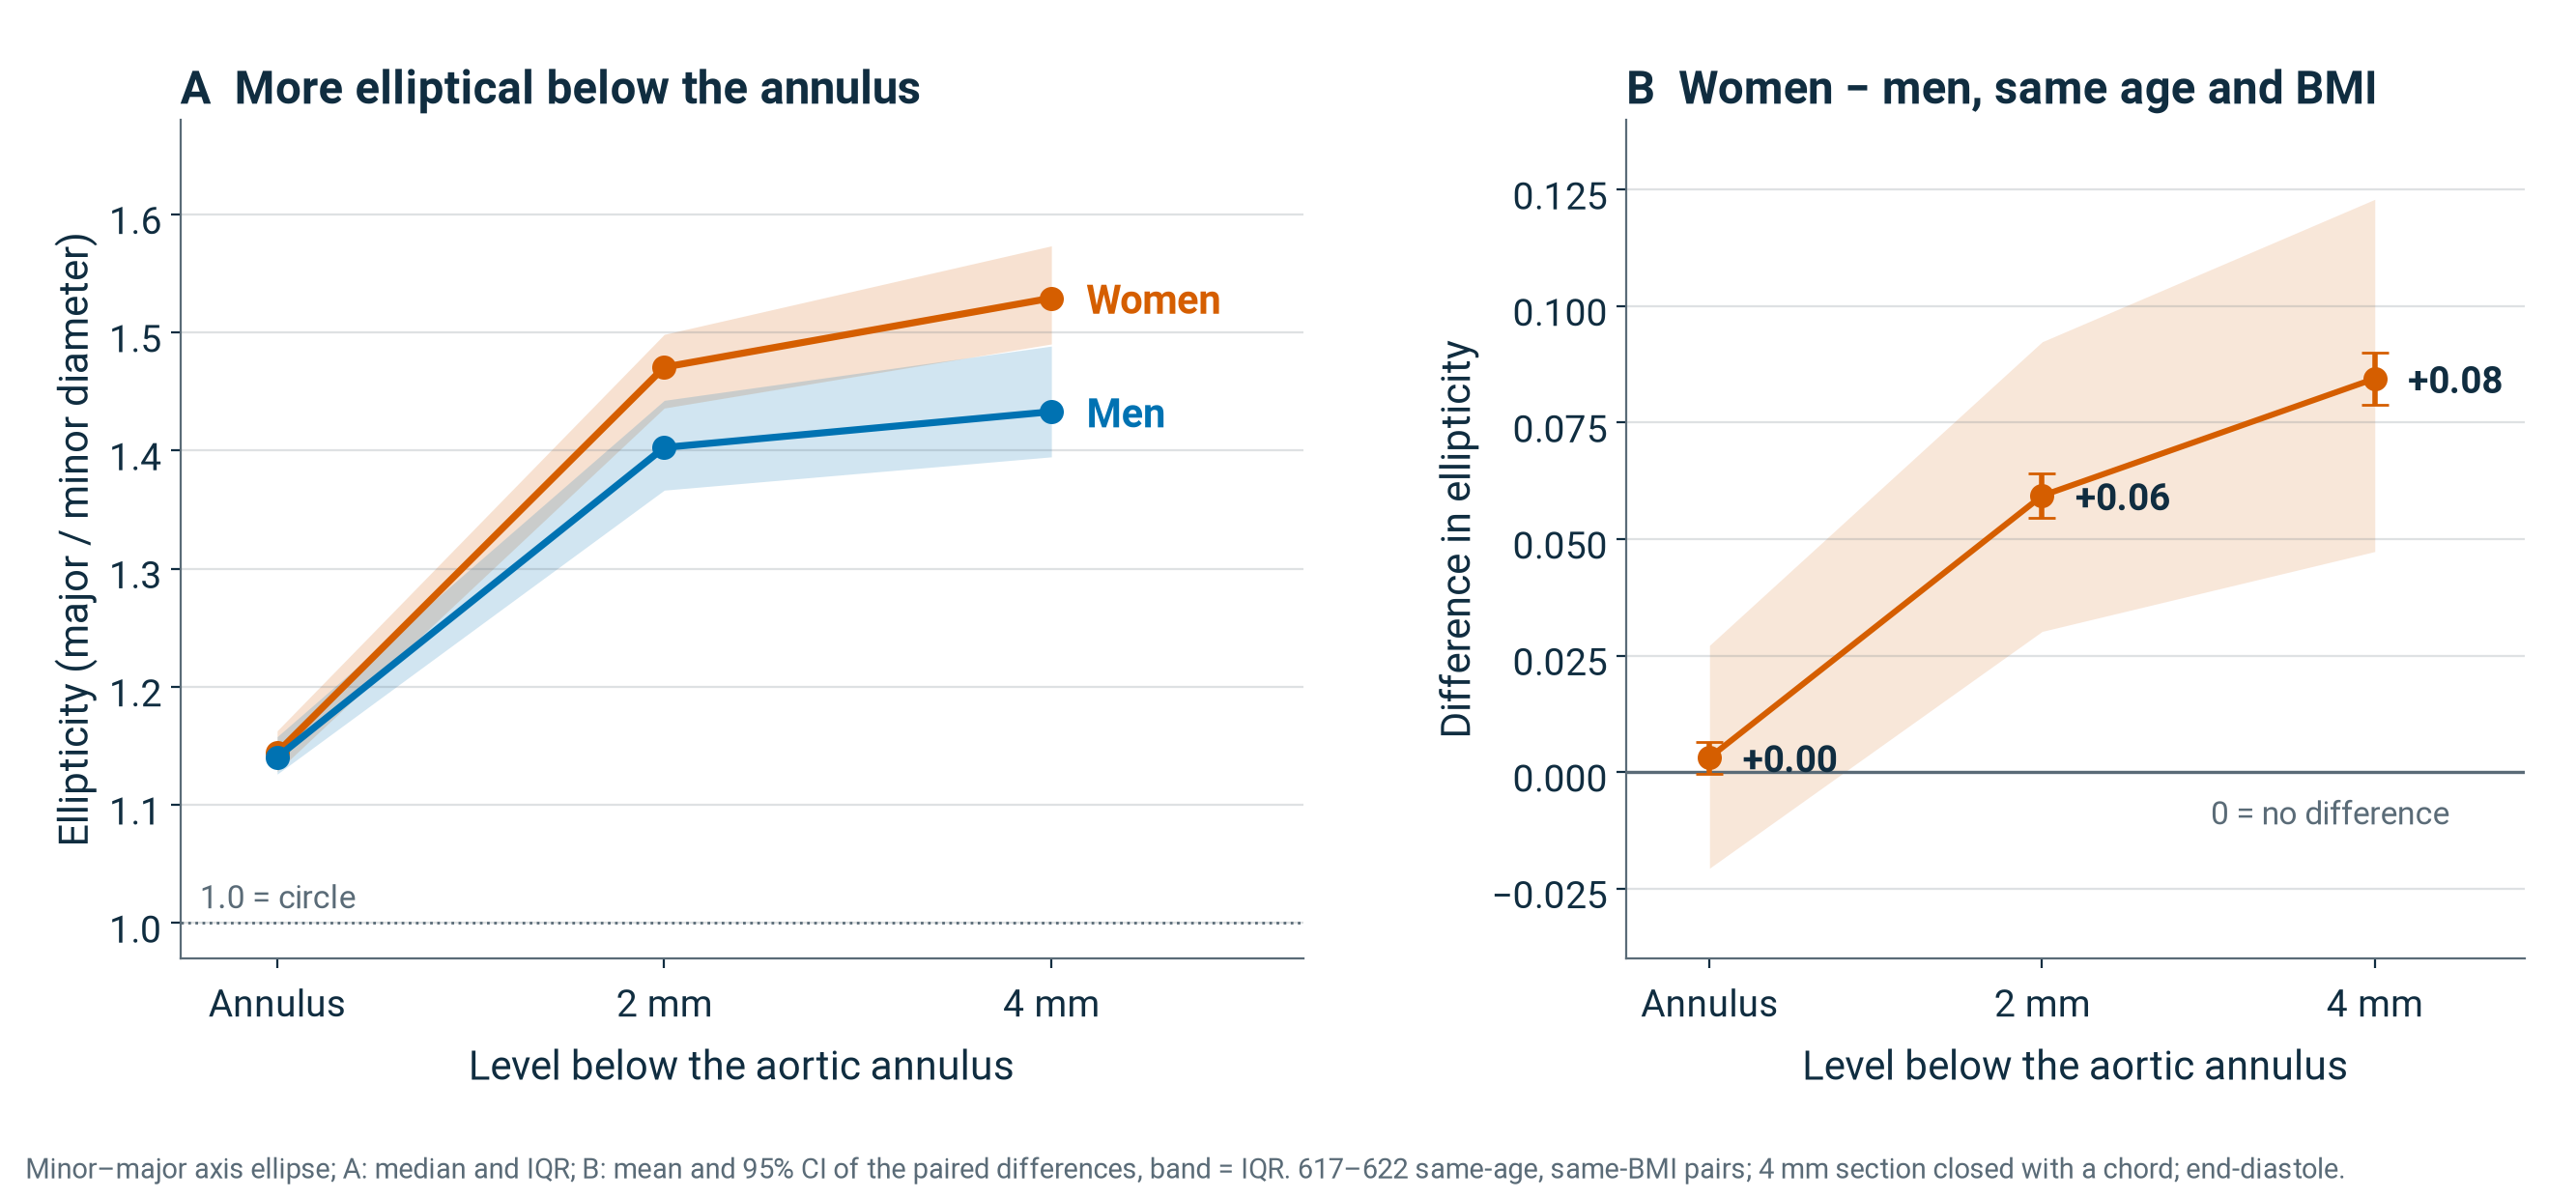 A More elliptical below the annulus
Ellipticity (major / minor diameter)
1.6
1.5
1.4
1.3
1.2
1.1
1.0
Women
Men
1.0 = circle
Annulus
2 mm
4 mm
Level below the aortic annulus
B Women − men, same age and BMI
Difference in ellipticity
0.125
0.100
0.075
0.050
0.025
0.000
−0.025
+0.00
+0.06
+0.08
0 = no difference
Annulus
2 mm
4 mm
Level below the aortic annulus
Minor–major axis ellipse; A: median and IQR; B: mean and 95% CI of the paired differences, band = IQR. 617–622 same-age, same-BMI pairs; 4 mm section closed with a chord; end-diastole.